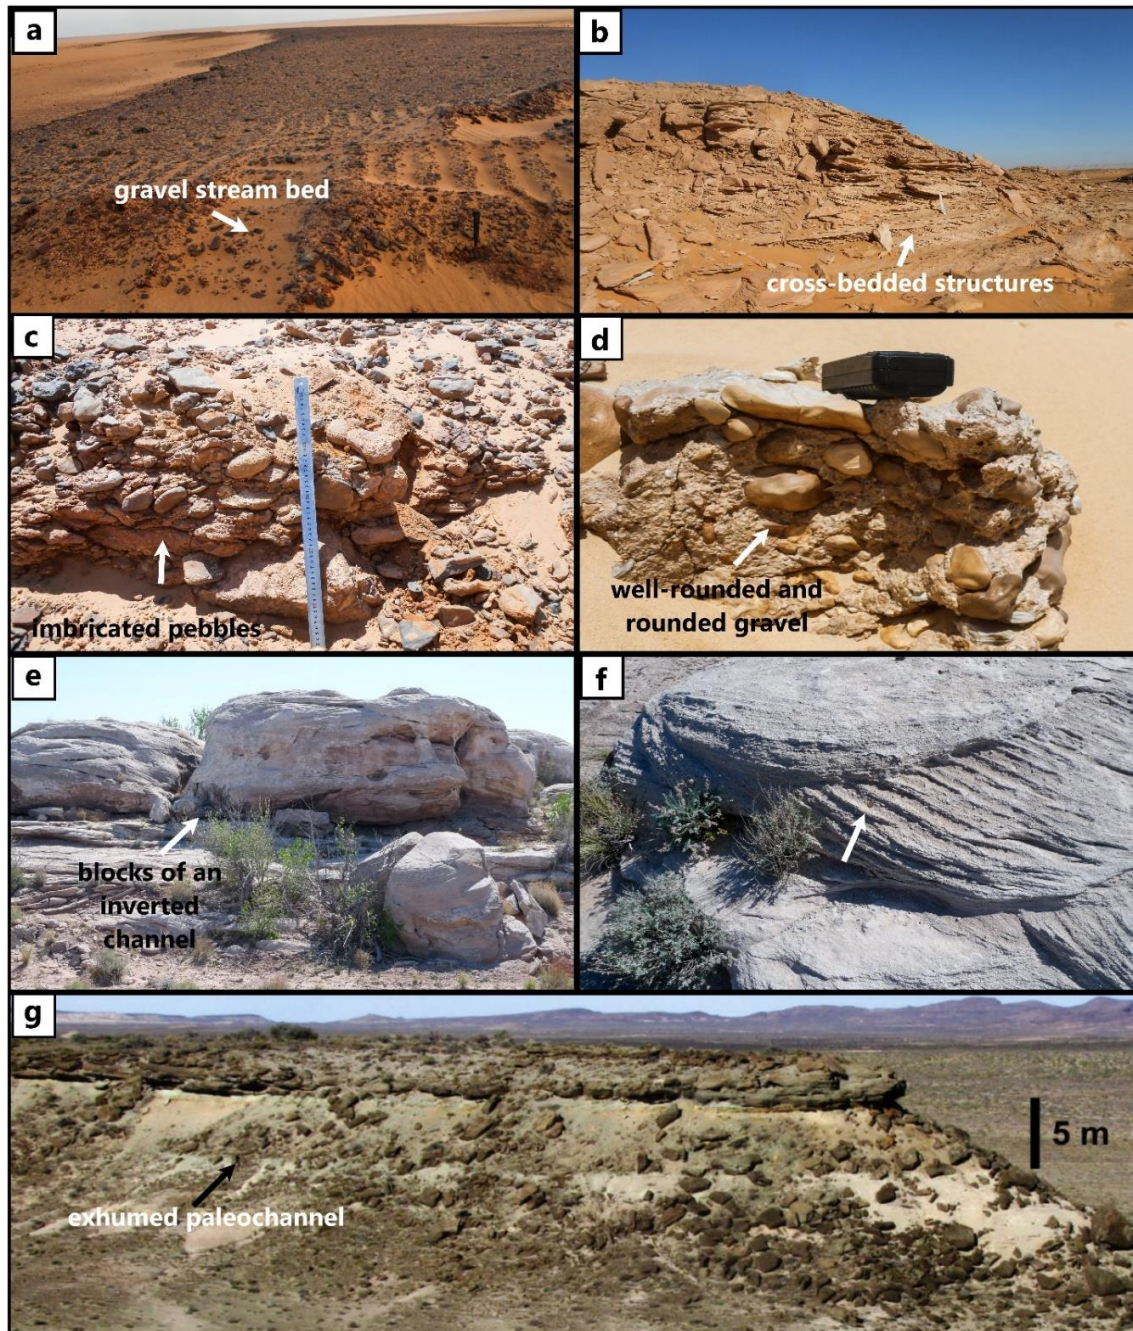 a
gravel stream bed
b
cross-bedded structures
c
imbricated pebbles
d
well-rounded and
rounded gravel
e
blocks of an
inverted
channel
f
g
5 m
exhumed paleochannel